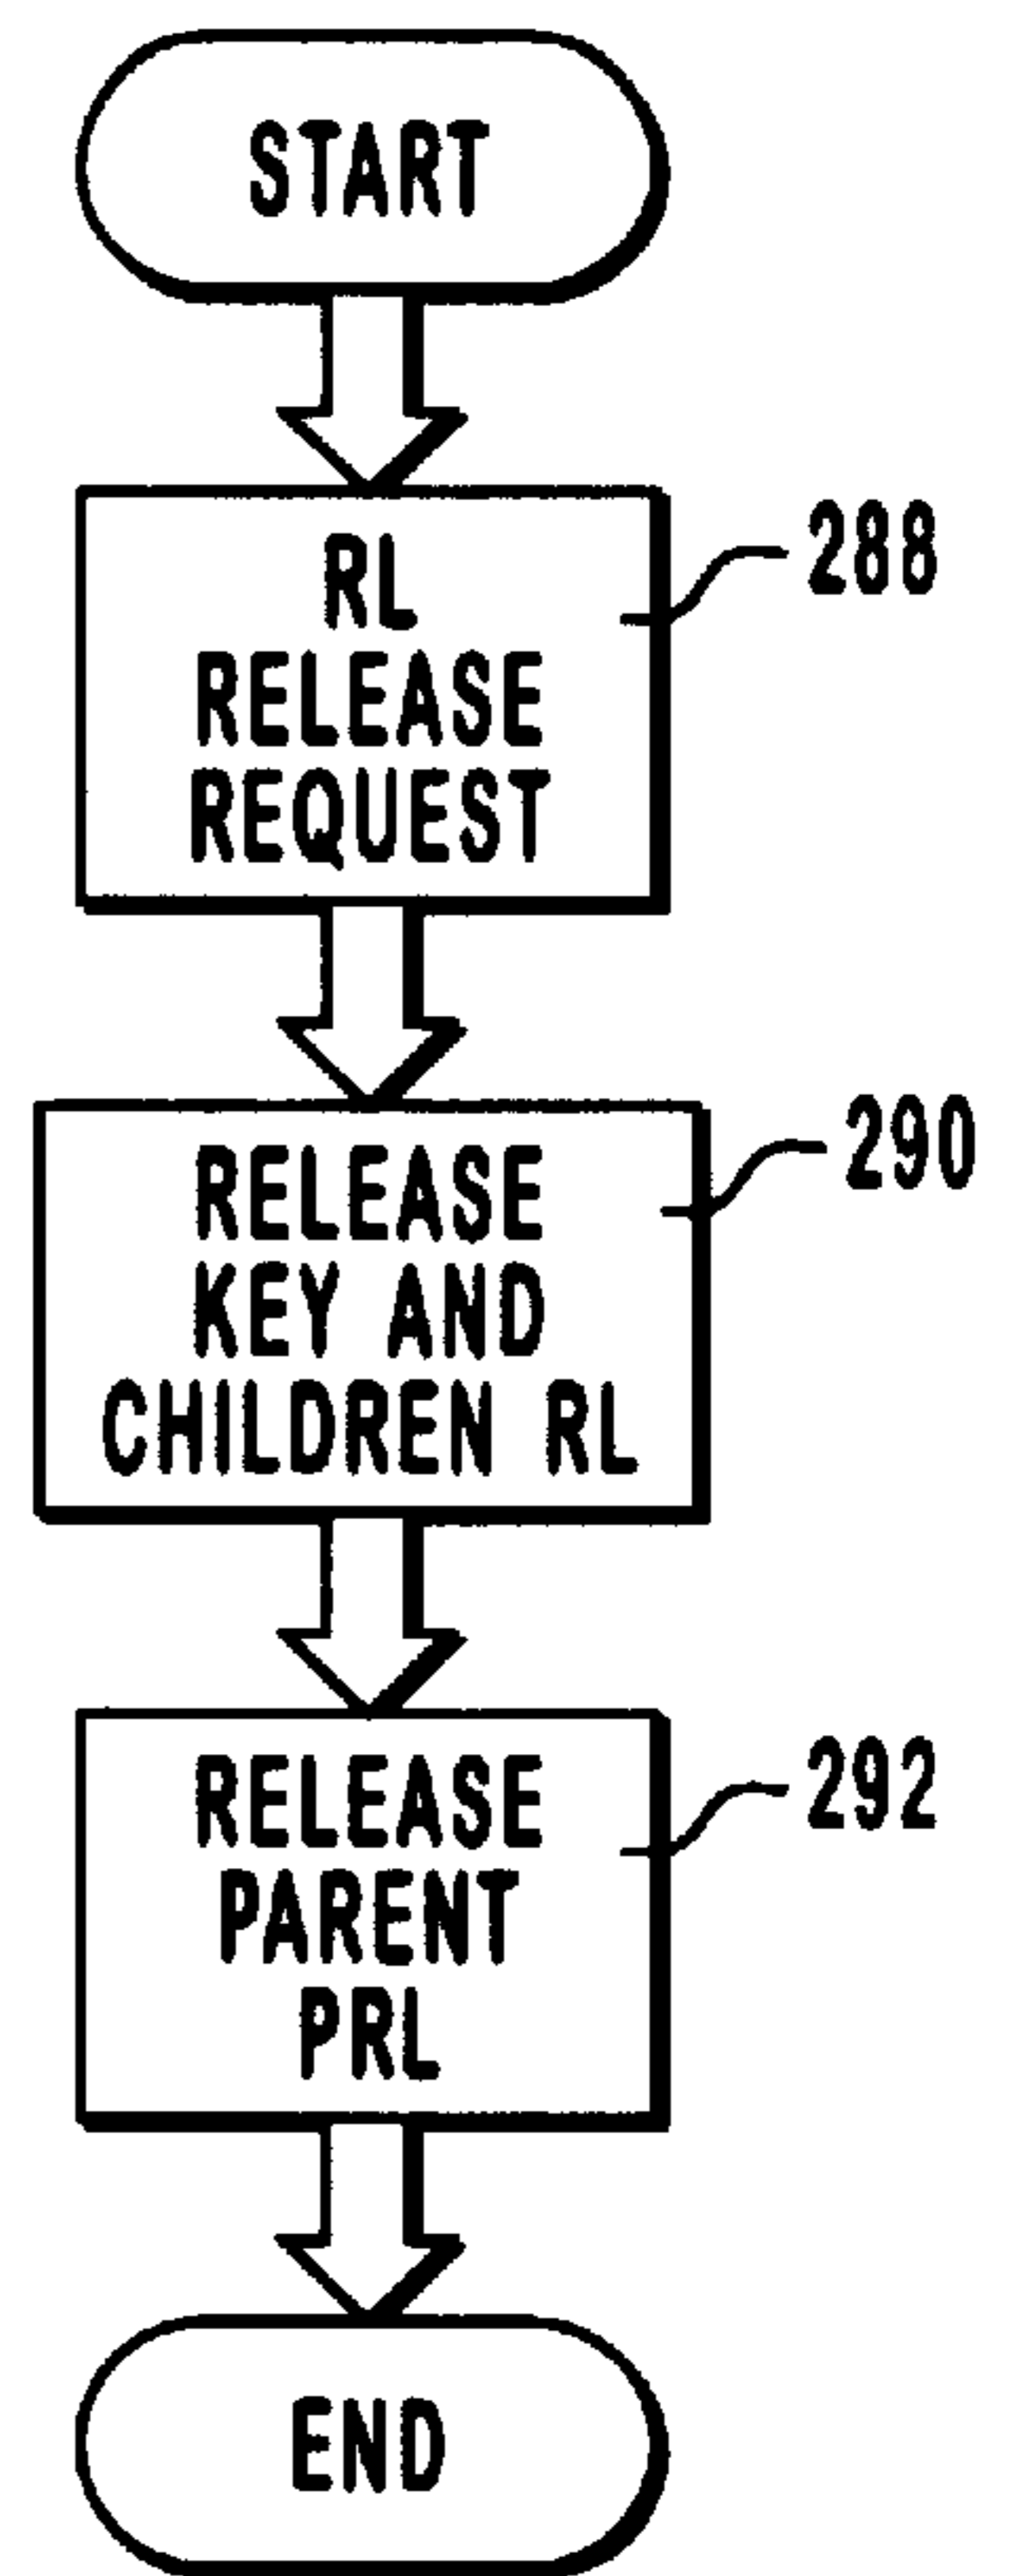 START
RL
RELEASE
REQUEST
288
RELEASE
KEY AND
CHILDREN RL
290
RELEASE
PARENT
PRL
292
END